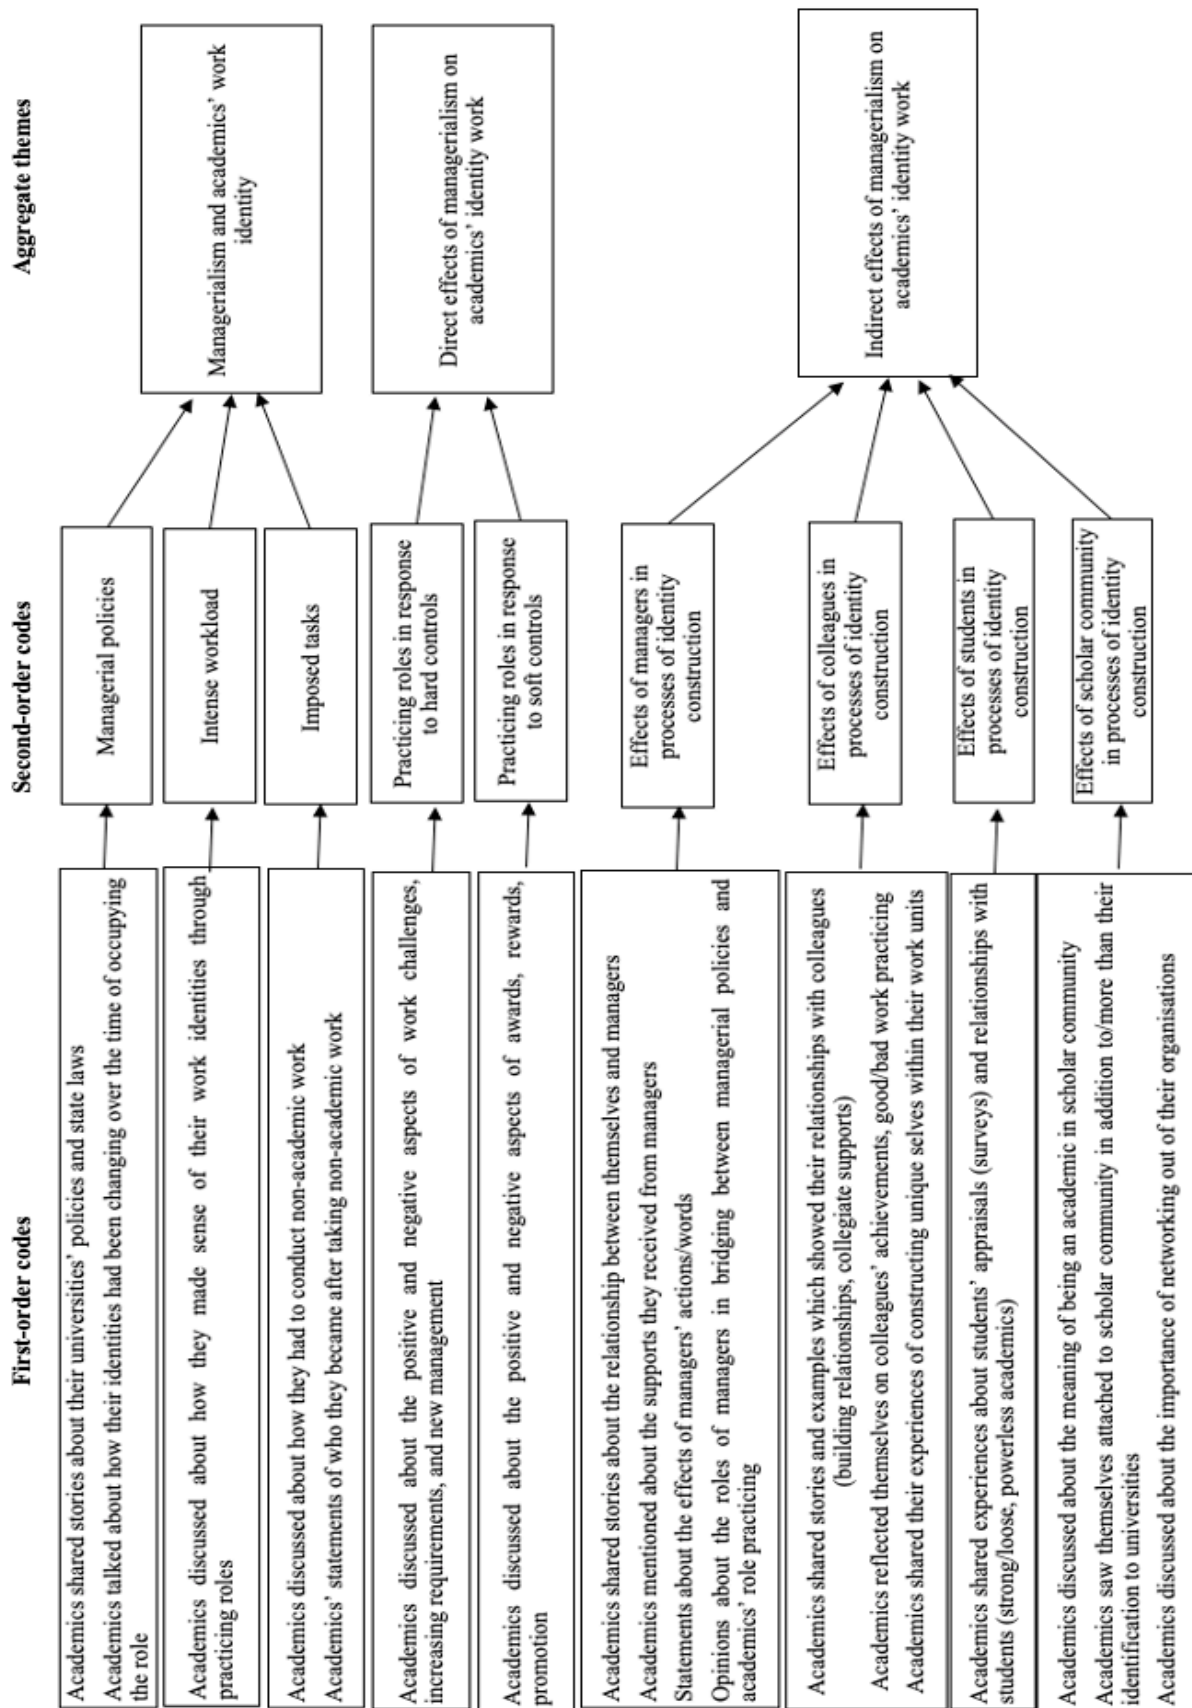 First-order codes
Second-order codes
Aggregate themes
Academics shared stories about their universities' policies and state laws
Academics talked about how their identities had been changing over the time of occupying
the role
Academics discussed about how they made sense of their work identities through
practicing roles
Academics discussed about how they had to conduct non-academic work
Academics' statements of who they became after taking non-academic work
Academics discussed about the positive and negative aspects of work challenges,
increasing requirements, and new management
Academics discussed about the positive and negative aspects of awards, rewards,
promotion
Academics shared stories about the relationship between themselves and managers
Academics mentioned about the supports they received from managers
Statements about the effects of managers' actions/words
Opinions about the roles of managers in bridging between managerial policies and
academics' role practicing
Academics shared stories and examples which showed their relationships with colleagues
(building relationships, collegiate supports)
Academics reflected themselves on colleagues' achievements, good/bad work practicing
Academics shared their experiences of constructing unique selves within their work units
Academics shared experiences about students' appraisals (surveys) and relationships with
students (strong/loose, powerless academics)
Academics discussed about the meaning of being an academic in scholar community
Academics saw themselves attached to scholar community in addition to/more than their
identification to universities
Academics discussed about the importance of networking out of their organisations
Managerial policies
Intense workload
Imposed tasks
Practicing roles in response
to hard controls
Practicing roles in response
to soft controls
Effects of managers in
processes of identity
construction
Effects of colleagues in
processes of identity
construction
Effects of students in
processes of identity
construction
Effects of scholar community
in processes of identity
construction
Managerialism and academics' work
identity
Direct effects of managerialism on
academics' identity work
Indirect effects of managerialism on
academics' identity work